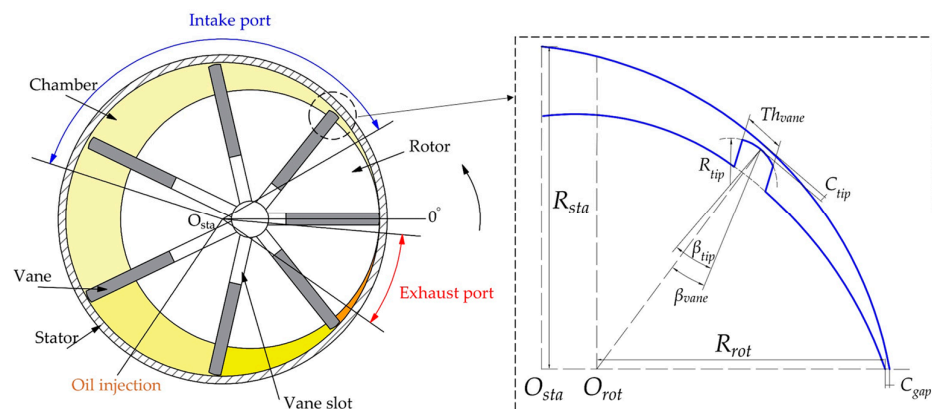 Intake port
Chamber
Rotor
O_sta
0°
Vane
Exhaust port
Stator
Oil injection
Vane slot
Th_vane
R_tip
C_tip
R_sta
β_tip
β_vane
R_rot
O_sta
O_rot
C_gap